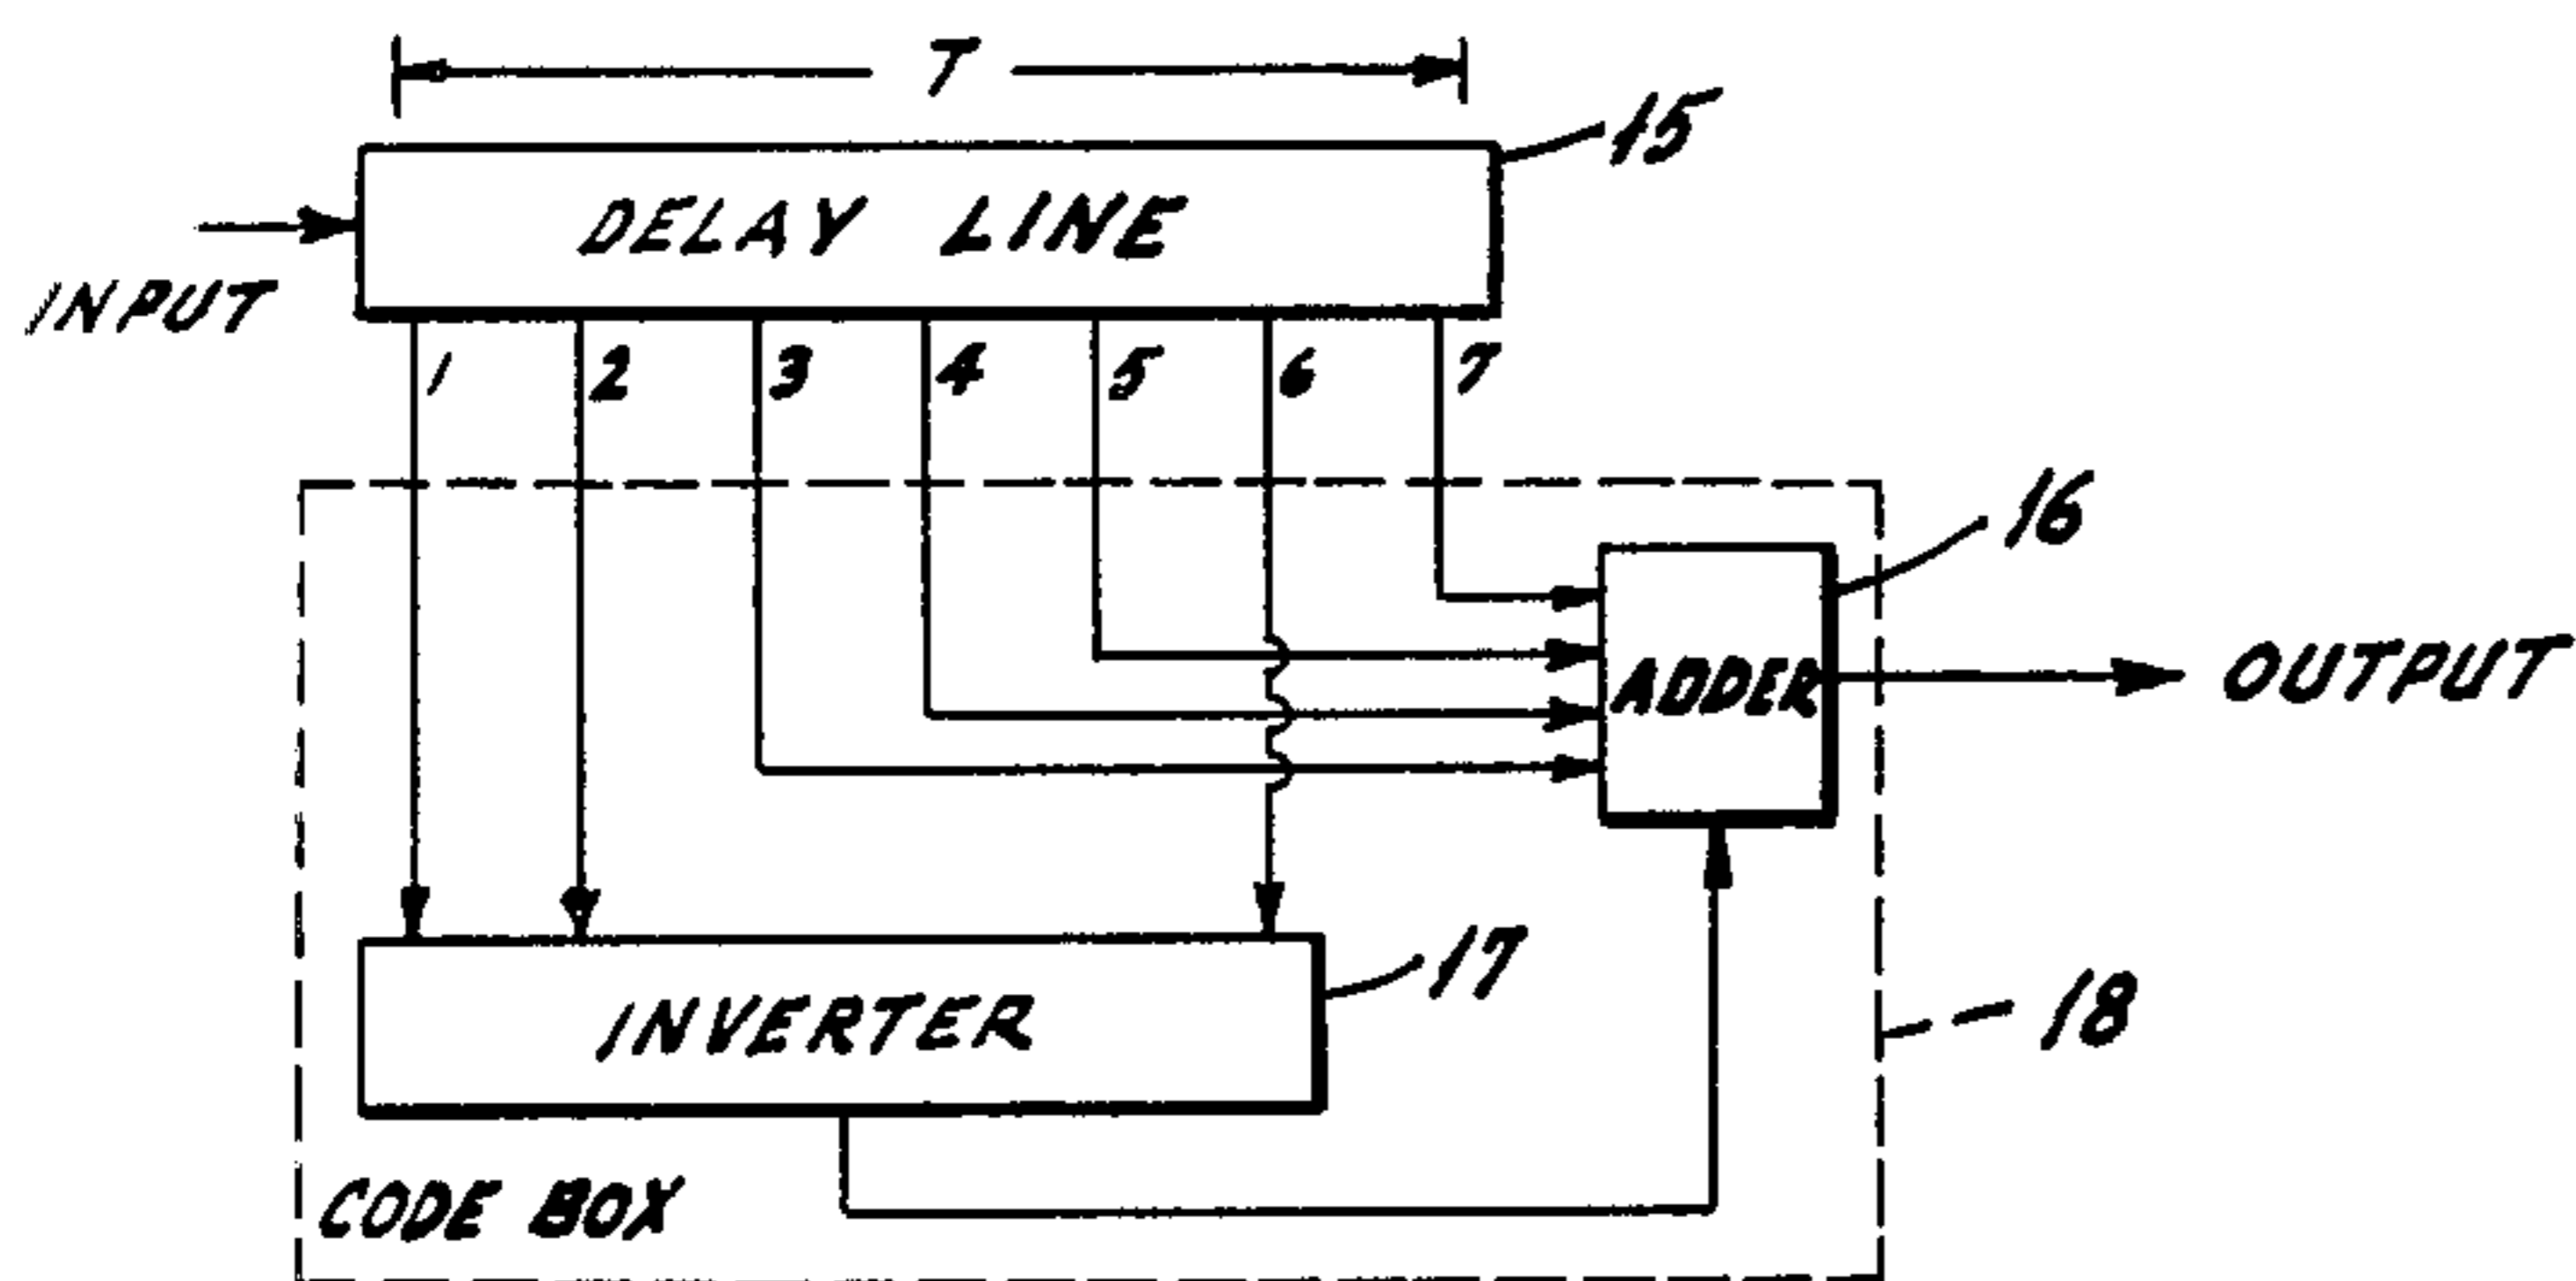 T
15
DELAY LINE
INPUT
1 2 3 4 5 6 7
16
ADDER
OUTPUT
17
INVERTER
18
CODE BOX